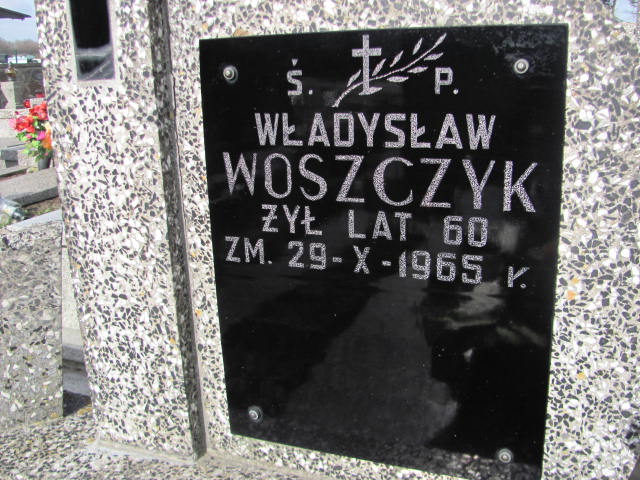 Ś. P.
WŁADYSŁAW
WOSZCZYK
ŻYŁ LAT 60
ZM. 29-X-1965 r.